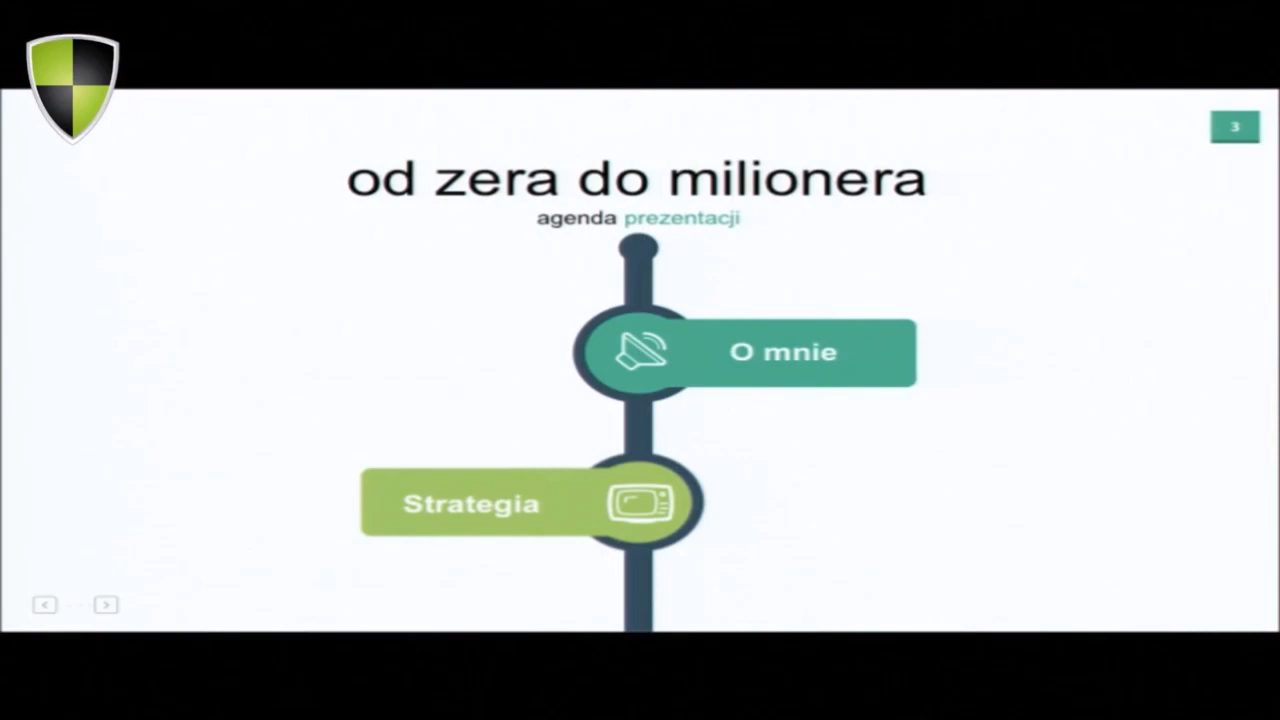 3
od zera do milionera
agenda prezentacji
O mnie
Strategia